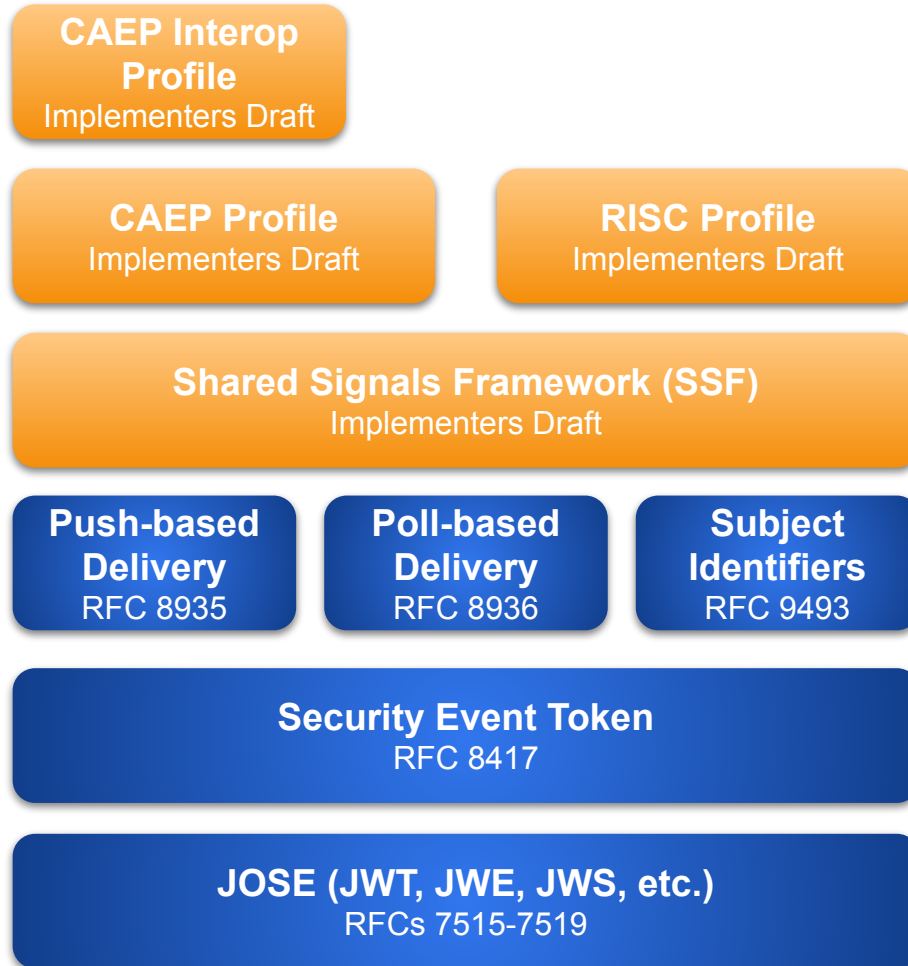 CAEP Interop
Profile
Implementers Draft
CAEP Profile
Implementers Draft
RISC Profile
Implementers Draft
Shared Signals Framework (SSF)
Implementers Draft
Push-based
Delivery
RFC 8935
Poll-based
Delivery
RFC 8936
Subject
Identifiers
RFC 9493
Security Event Token
RFC 8417
JOSE (JWT, JWE, JWS, etc.)
RFCs 7515-7519